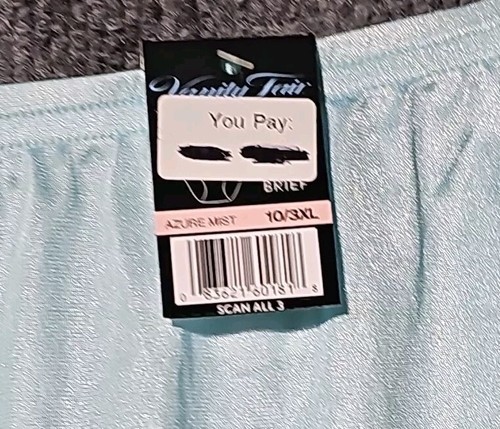 Vanity Fair
You Pay:
BRIEF
AZURE MIST 10/3XL
0 83621 60181 8
SCAN ALL 3